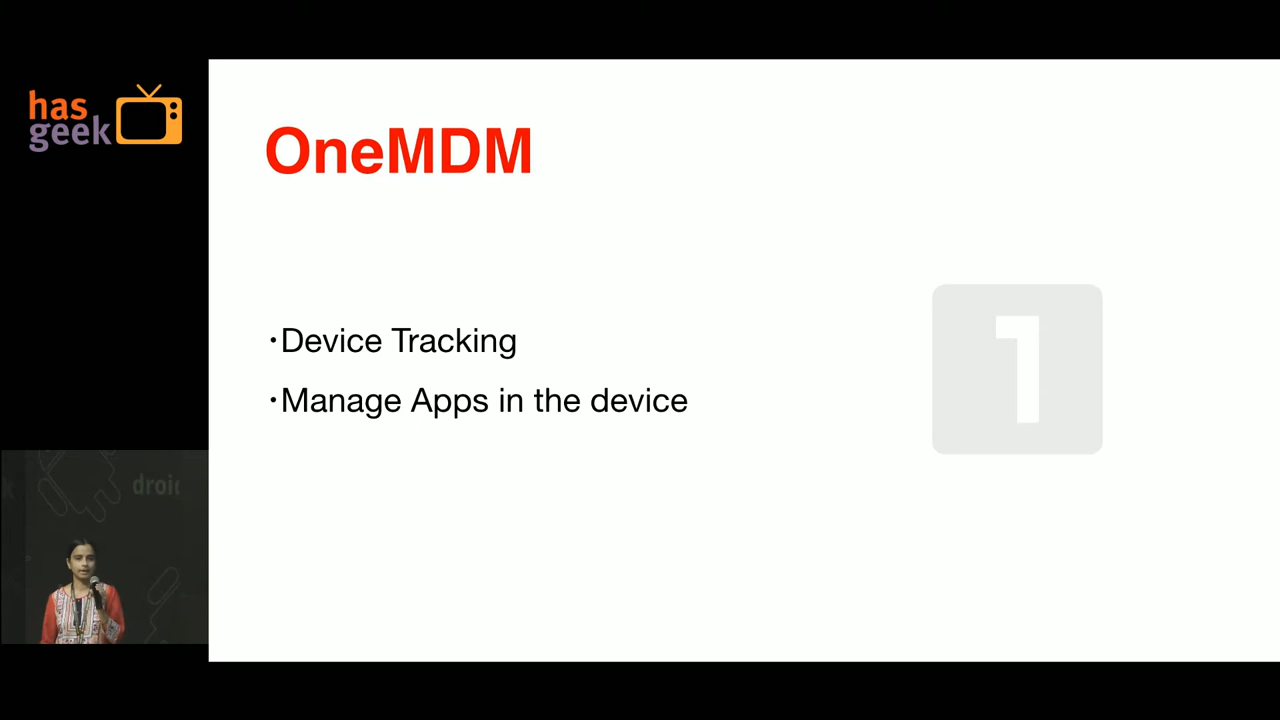 has
geek
OneMDM
•Device Tracking
•Manage Apps in the device
1
droid